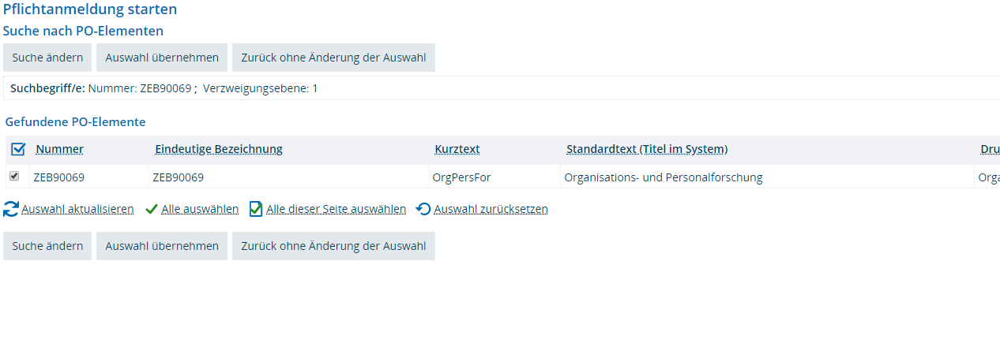 Pflichtanmeldung starten
Suche nach PO-Elementen
Suche ändern Auswahl übernehmen Zurück ohne Änderung der Auswahl
Suchbegriff/e: Nummer: ZEB90069 ; Verzweigungsebene: 1
Gefundene PO-Elemente
Nummer Eindeutige Bezeichnung Kurztext Standardtext (Titel im System) Dru
ZEB90069 ZEB90069 OrgPersFor Organisations- und Personalforschung Orga
Auswahl aktualisieren Alle auswählen Alle dieser Seite auswählen Auswahl zurücksetzen
Suche ändern Auswahl übernehmen Zurück ohne Änderung der Auswahl